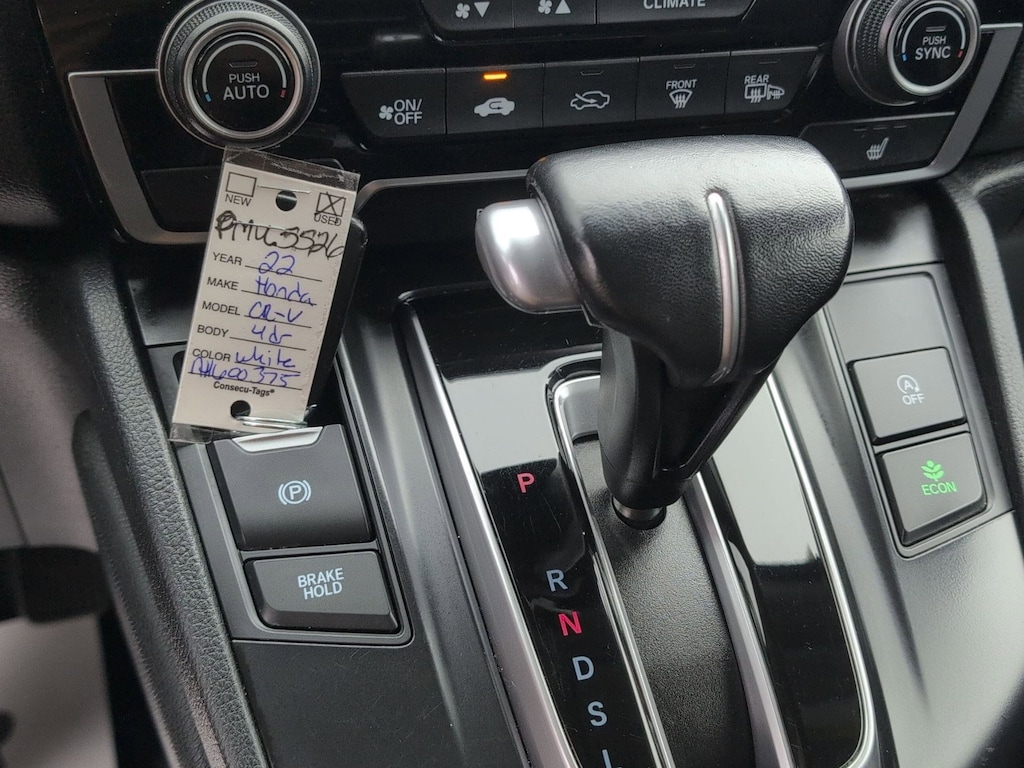 CLIMATE
PUSH
AUTO
PUSH
SYNC
ON/
OFF
FRONT
REAR
NEW
USED
YEAR 22
MAKE Honda
MODEL CR-V
BODY 4dr
COLOR white
Consecu-Tags®
P
BRAKE
HOLD
P
R
N
D
S
A
OFF
ECON